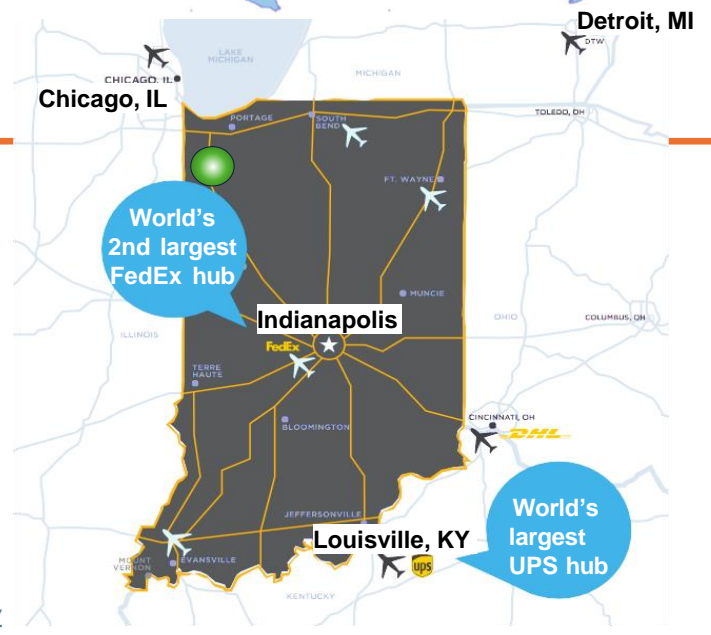 Detroit, MI
DTW
LAKE
MICHIGAN
MICHIGAN
CHICAGO, IL
Chicago, IL
PORTAGE
SOUTH
BEND
TOLEDO, OH
FT. WAYNE
World's
2nd largest
FedEx hub
MUNCIE
Indianapolis
OHIO
COLUMBUS, OH
ILLINOIS
FedEx
TERRE
HAUTE
CINCINNATI, OH
DHL
BLOOMINGTON
World's
largest
UPS hub
JEFFERSONVILLE
Louisville, KY
ups
MOUNT
VERNON
EVANSVILLE
KENTUCKY